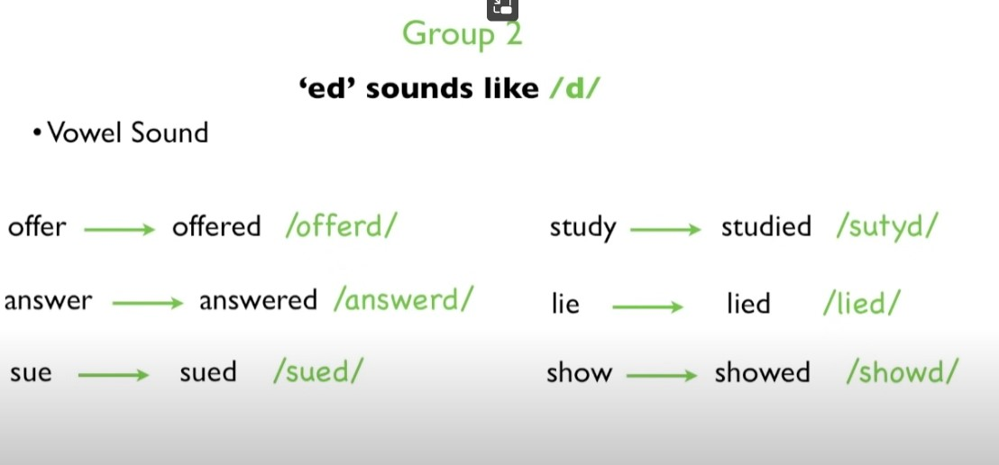 Group 2
‘ed’ sounds like /d/
• Vowel Sound
offer → offered /offerd/
study → studied /sutyd/
answer → answered /answerd/
lie → lied /lied/
sue → sued /sued/
show → showed /showd/